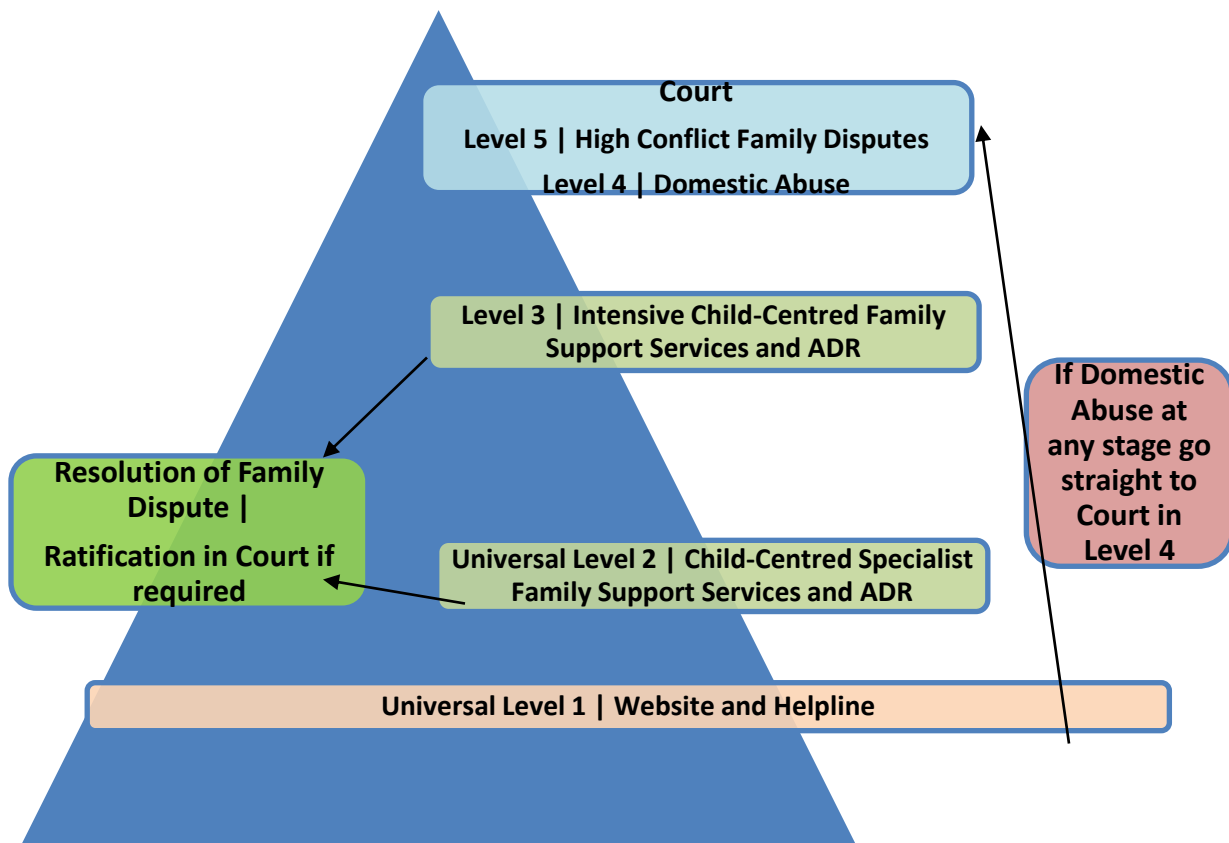 Court
Level 5 | High Conflict Family Disputes
Level 4 | Domestic Abuse
Level 3 | Intensive Child-Centred Family
Support Services and ADR
If Domestic
Abuse at
any stage go
straight to
Court in
Level 4
Resolution of Family
Dispute |
Ratification in Court if
required
Universal Level 2 | Child-Centred Specialist
Family Support Services and ADR
Universal Level 1 | Website and Helpline